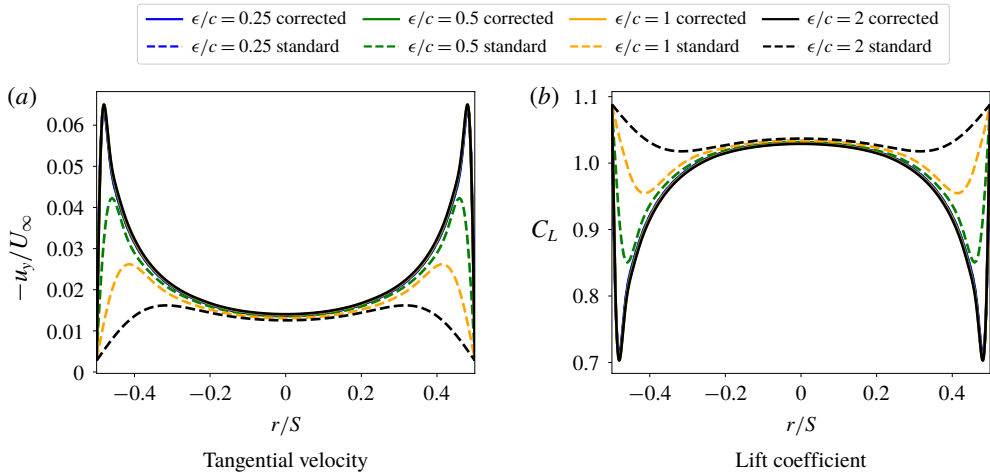 ϵ/c = 0.25 corrected ϵ/c = 0.5 corrected ϵ/c = 1 corrected ϵ/c = 2 corrected
ϵ/c = 0.25 standard ϵ/c = 0.5 standard ϵ/c = 1 standard ϵ/c = 2 standard
(a)
0.06
0.05
0.04
0.03
0.02
0.01
0
−u_y/U_∞
−0.4 −0.2 0 0.2 0.4
r/S
Tangential velocity
(b)
1.1
1.0
0.9
0.8
0.7
C_L
−0.4 −0.2 0 0.2 0.4
r/S
Lift coefficient